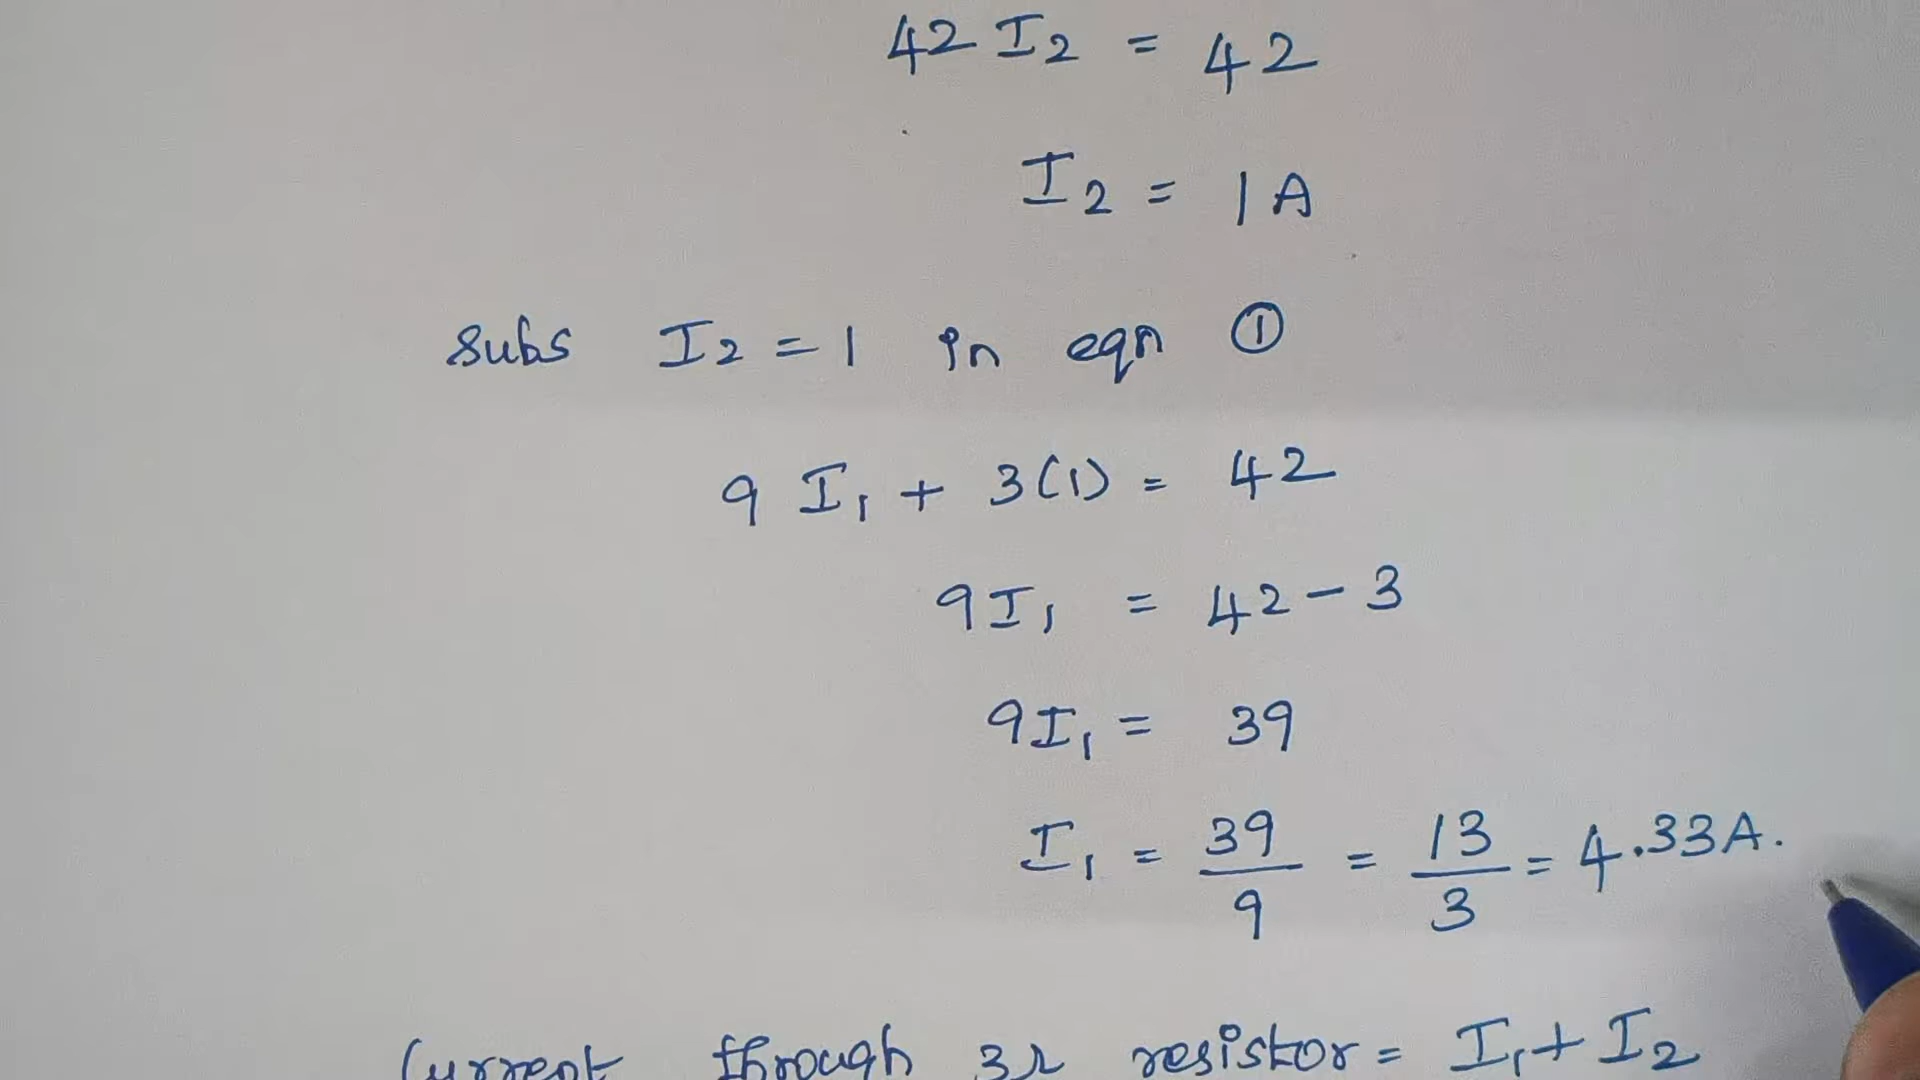 42 I₂ = 42
I₂ = 1A
Subs I₂ = 1 in eqn ①
9 I₁ + 3(1) = 42
9I₁ = 42 - 3
9I₁ = 39
I₁ = 39/9 = 13/3 = 4.33A.
Current through 3Ω resistor = I₁ + I₂